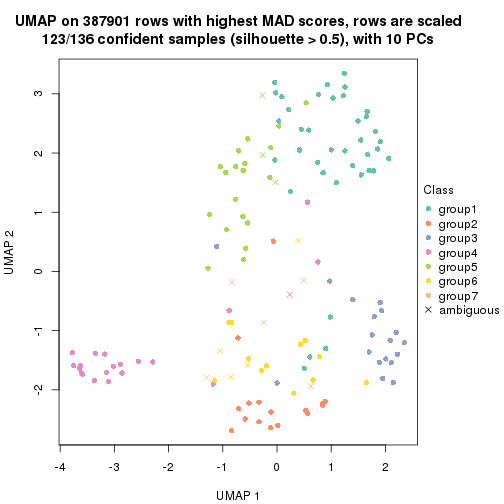 UMAP on 387901 rows with highest MAD scores, rows are scaled
123/136 confident samples (silhouette > 0.5), with 10 PCs
UMAP 2
3
2
1
0
-1
-2
-4
-3
-2
-1
0
1
2
UMAP 1
Class
group1
group2
group3
group4
group5
group6
group7
ambiguous